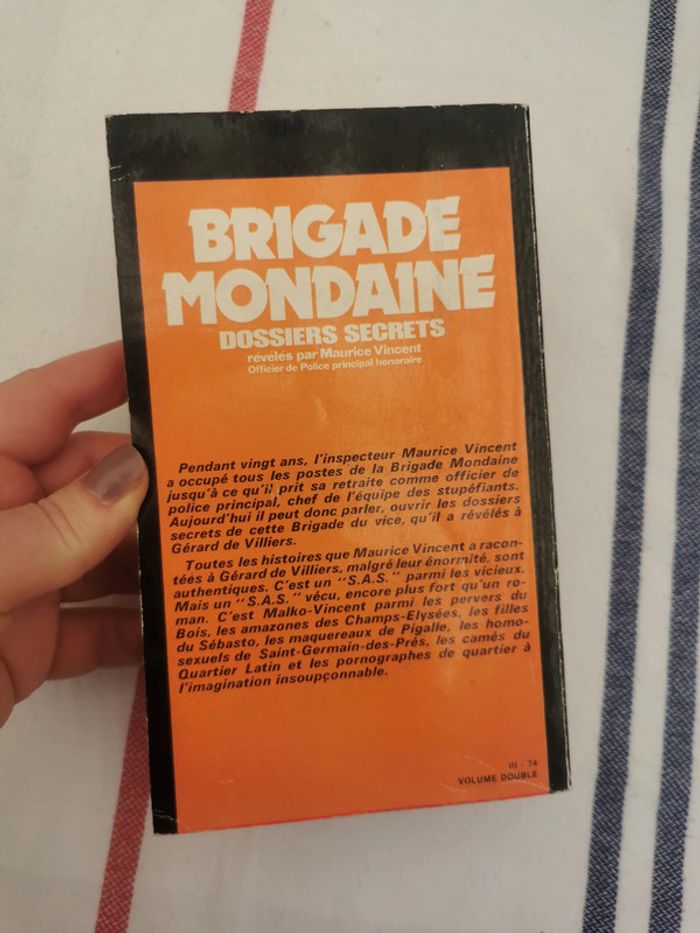 BRIGADE
MONDAINE
DOSSIERS SECRETS
révélés par Maurice Vincent
Officier de Police principal honoraire
Pendant vingt ans, l'inspecteur Maurice Vincent
a occupé tous les postes de la Brigade Mondaine
jusqu'à ce qu'il prit sa retraite comme officier de
police principal, chef de l'équipe des stupéfiants.
Aujourd'hui il peut donc parler, ouvrir les dossiers
secrets de cette Brigade du vice, qu'il a révélés à
Gérard de Villiers.
Toutes les histoires que Maurice Vincent a racon-
tées à Gérard de Villiers, malgré leur énormité, sont
authentiques. C'est un "S.A.S." parmi les vicieux.
Mais un "S.A.S." vécu, encore plus fort qu'un ro-
man. C'est Malko-Vincent parmi les pervers du
Bois, les amazones des Champs-Elysées, les filles
du Sébasto, les maquereaux de Pigalle, les homo-
sexuels de Saint-Germain-des-Prés, les camés du
Quartier Latin et les pornographes de quartier à
l'imagination insoupçonnable.
III - 74
VOLUME DOUBLE